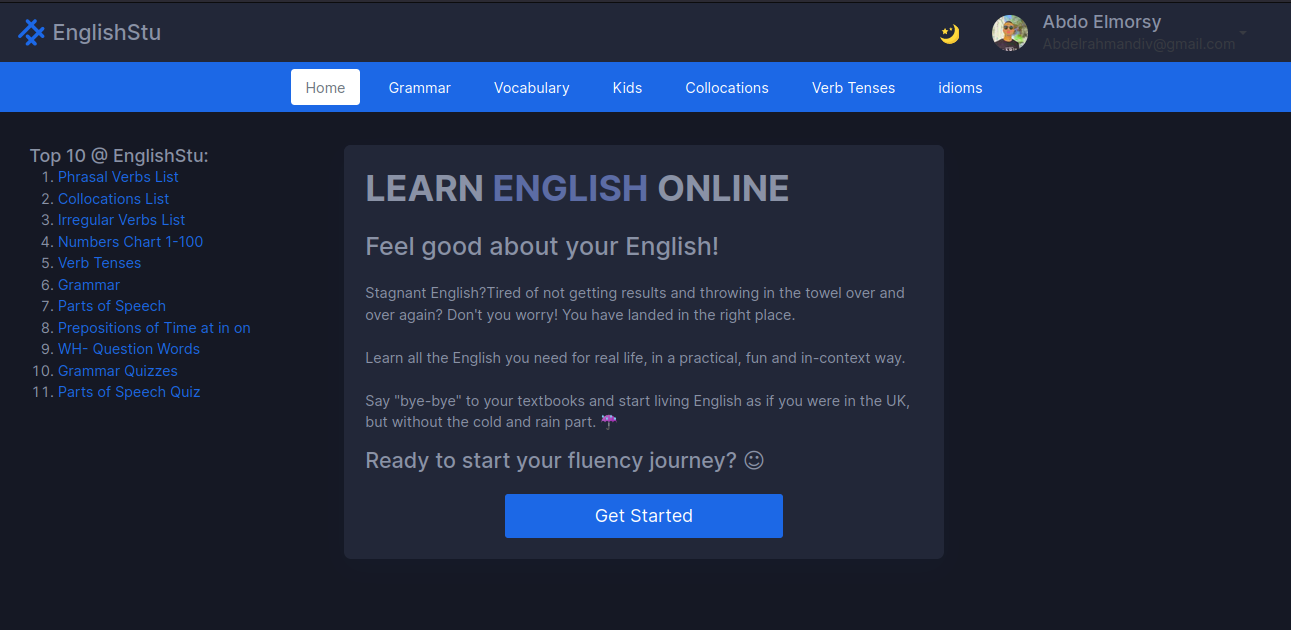 EnglishStu
Abdo Elmorsy
Abdelrahmandiv@gmail.com
Home Grammar Vocabulary Kids Collocations Verb Tenses idioms
Top 10 @ EnglishStu:
1. Phrasal Verbs List
2. Collocations List
3. Irregular Verbs List
4. Numbers Chart 1-100
5. Verb Tenses
6. Grammar
7. Parts of Speech
8. Prepositions of Time at in on
9. WH- Question Words
10. Grammar Quizzes
11. Parts of Speech Quiz
LEARN ENGLISH ONLINE
Feel good about your English!
Stagnant English?Tired of not getting results and throwing in the towel over and
over again? Don't you worry! You have landed in the right place.
Learn all the English you need for real life, in a practical, fun and in-context way.
Say "bye-bye" to your textbooks and start living English as if you were in the UK,
but without the cold and rain part. ☔
Ready to start your fluency journey? ☺
Get Started